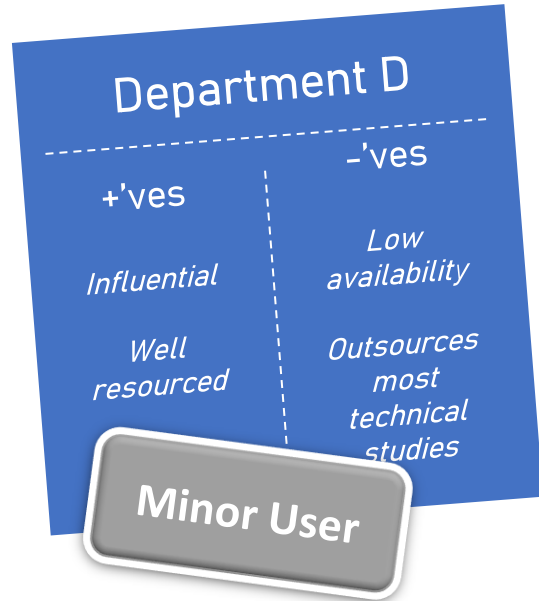 Department D
+'ves
Influential
Well
resourced
–'ves
Low
availability
Outsources
most
technical
studies
Minor User